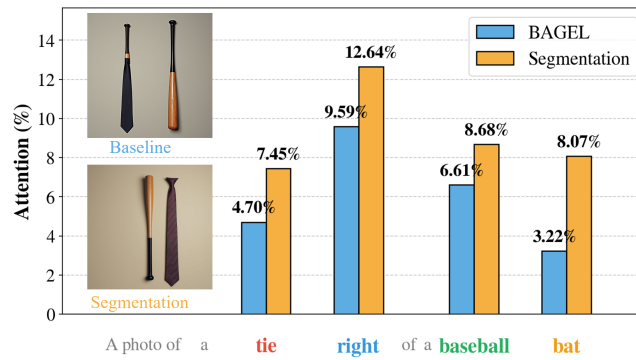 14
12
10
8
6
4
2
0
Attention (%)
BAGEL
Segmentation
Baseline
Segmentation
4.70%
7.45%
9.59%
12.64%
6.61%
8.68%
3.22%
8.07%
A photo of a tie right of a baseball bat